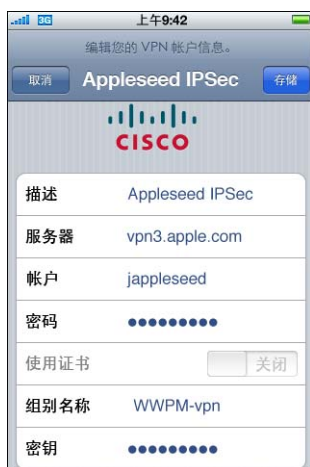 3G 上午9:42
编辑您的 VPN 帐户信息。
取消 Appleseed IPSec 存储
CISCO
描述 Appleseed IPSec
服务器 vpn3.apple.com
帐户 jappleseed
密码 ●●●●●●●●●
使用证书 关闭
组别名称 WWPM-vpn
密钥 ●●●●●●●●●